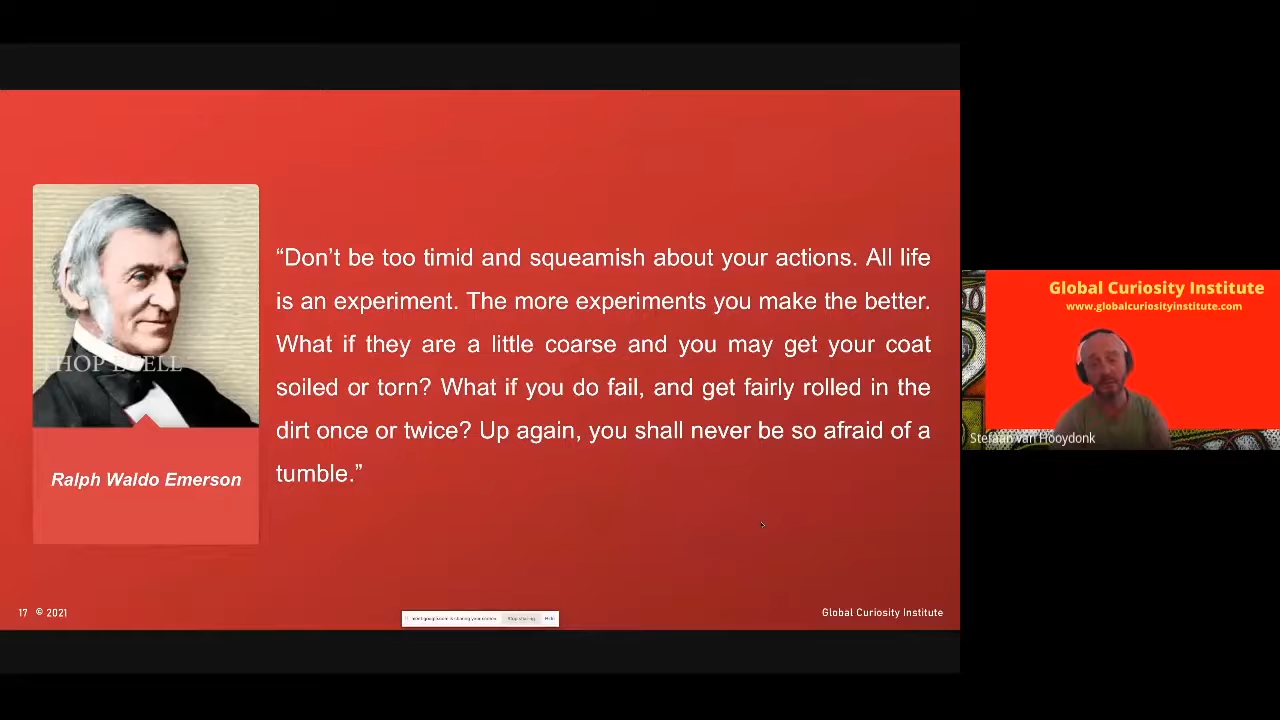 “Don’t be too timid and squeamish about your actions. All life
is an experiment. The more experiments you make the better.
What if they are a little coarse and you may get your coat
soiled or torn? What if you do fail, and get fairly rolled in the
dirt once or twice? Up again, you shall never be so afraid of a
tumble.”
Ralph Waldo Emerson
17 © 2021
Stop sharing
Hide
Global Curiosity Institute
Global Curiosity Institute
www.globalcuriosityinstitute.com
Stefaan van Hooydonk